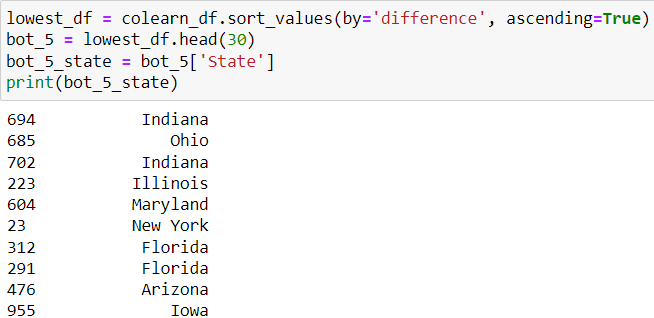 lowest_df = colearn_df.sort_values(by='difference', ascending=True)
bot_5 = lowest_df.head(30)
bot_5_state = bot_5['State']
print(bot_5_state)
694 Indiana
685 Ohio
702 Indiana
223 Illinois
604 Maryland
23 New York
312 Florida
291 Florida
476 Arizona
955 Iowa